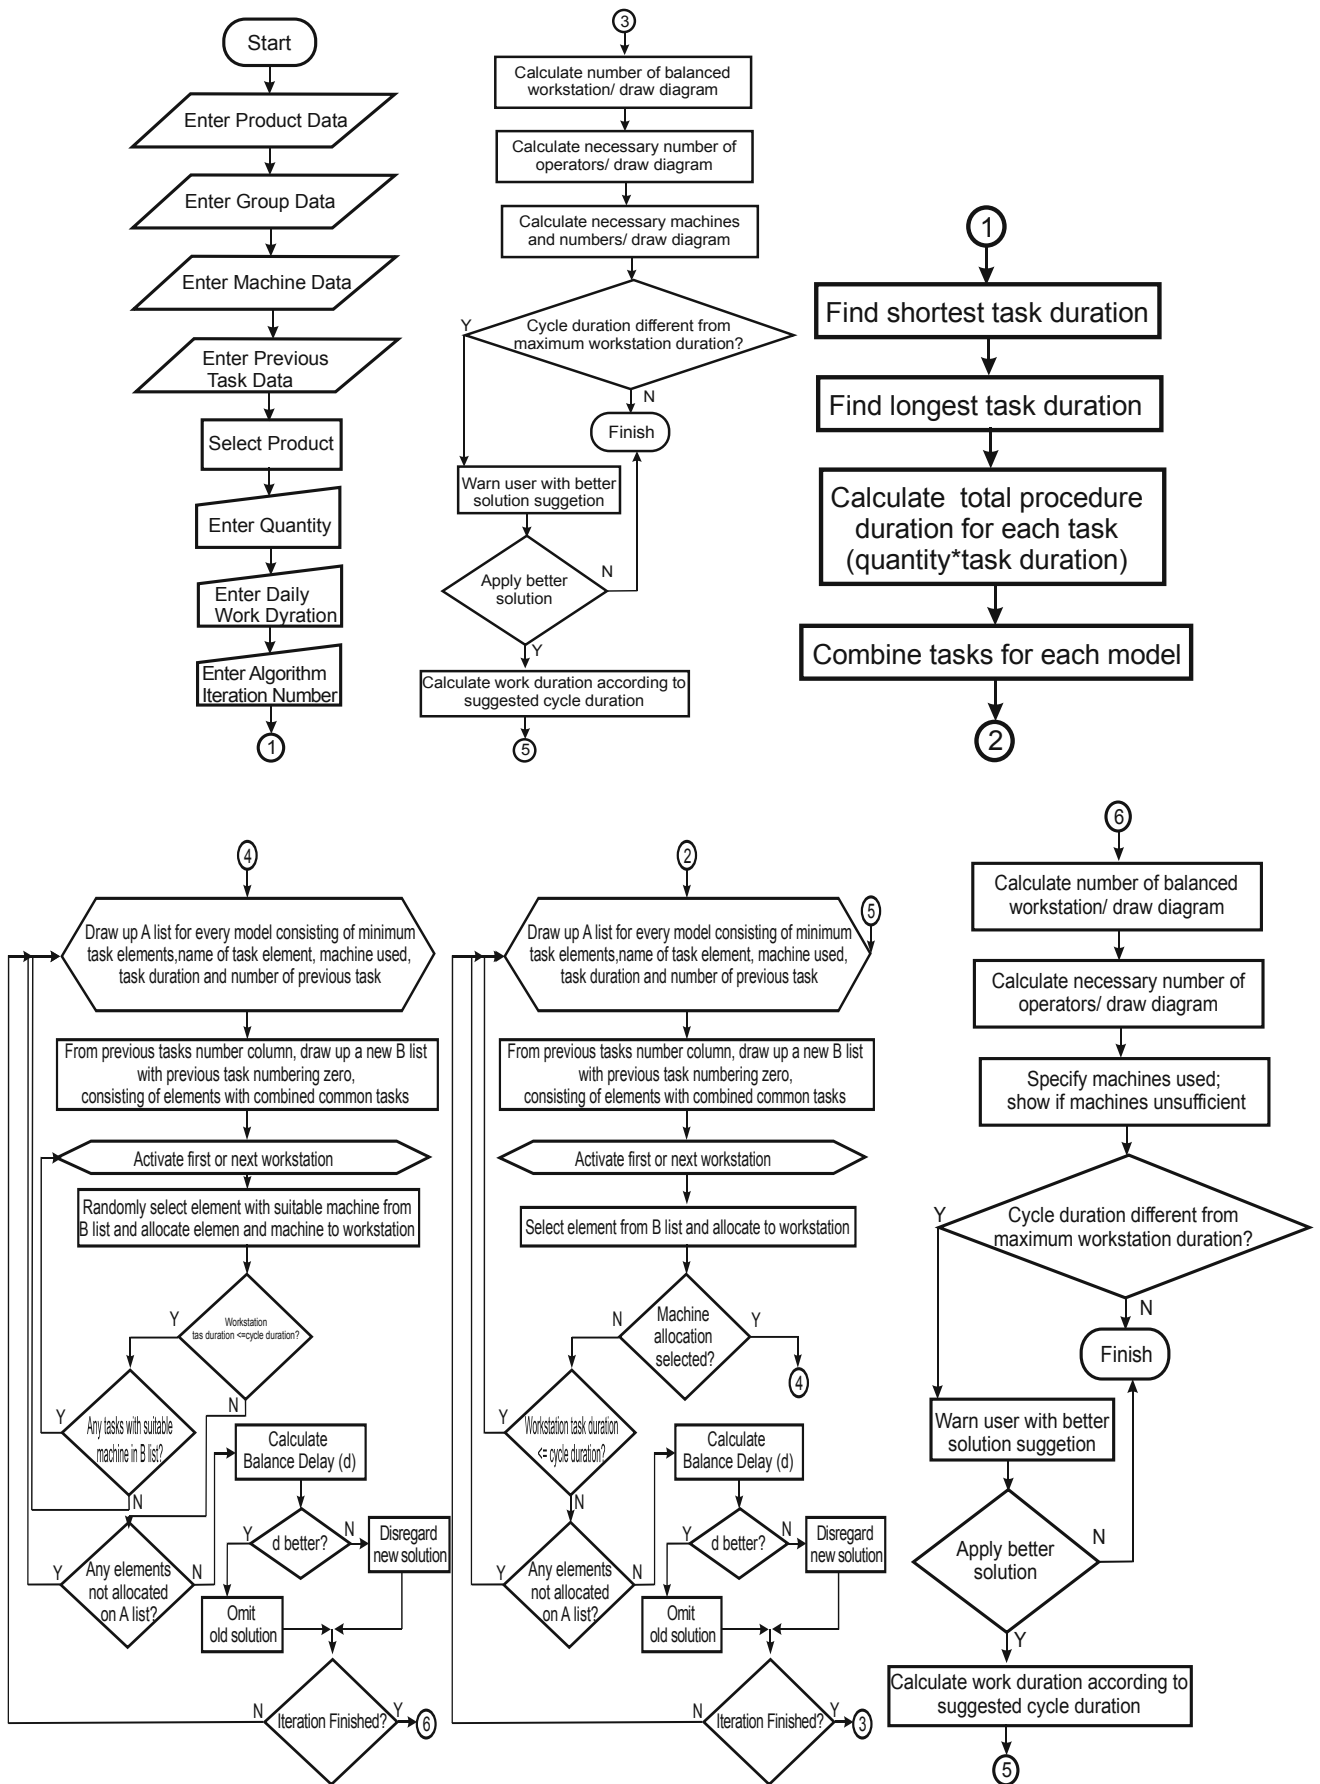 Start
Enter Product Data
Enter Group Data
Enter Machine Data
Enter Previous
Task Data
Select Product
Enter Quantity
Enter Daily
Work Dyration
Enter Algorithm
Iteration Number
1
3
Calculate number of balanced
workstation/ draw diagram
Calculate necessary number of
operators/ draw diagram
Calculate necessary machines
and numbers/ draw diagram
Cycle duration different from
maximum workstation duration?
Y
N
Finish
Warn user with better
solution suggetion
Apply better
solution
N
Y
Calculate work duration according to
suggested cycle duration
5
1
Find shortest task duration
Find longest task duration
Calculate total procedure
duration for each task
(quantity*task duration)
Combine tasks for each model
2
4
Draw up A list for every model consisting of minimum
task elements,name of task element, machine used,
task duration and number of previous task
From previous tasks number column, draw up a new B list
with previous task numbering zero,
consisting of elements with combined common tasks
Activate first or next workstation
Randomly select element with suitable machine from
B list and allocate elemen and machine to workstation
Workstation
tas duration <=cycle duration?
Y
N
Any tasks with suitable
machine in B list?
Y
N
Any elements
not allocated
on A list?
Y
N
Calculate
Balance Delay (d)
d better?
Y
N
Disregard
new solution
Omit
old solution
Iteration Finished?
N
Y
6
2
5
Draw up A list for every model consisting of minimum
task elements,name of task element, machine used,
task duration and number of previous task
From previous tasks number column, draw up a new B list
with previous task numbering zero,
consisting of elements with combined common tasks
Activate first or next workstation
Select element from B list and allocate to workstation
Machine
allocation
selected?
N
Y
4
Workstation task duration
<= cycle duration?
Y
N
Any elements
not allocated
on A list?
Y
N
Calculate
Balance Delay (d)
d better?
Y
N
Disregard
new solution
Omit
old solution
Iteration Finished?
N
Y
3
6
Calculate number of balanced
workstation/ draw diagram
Calculate necessary number of
operators/ draw diagram
Specify machines used;
show if machines unsufficient
Cycle duration different from
maximum workstation duration?
Y
N
Finish
Warn user with better
solution suggetion
Apply better
solution
N
Y
Calculate work duration according to
suggested cycle duration
5